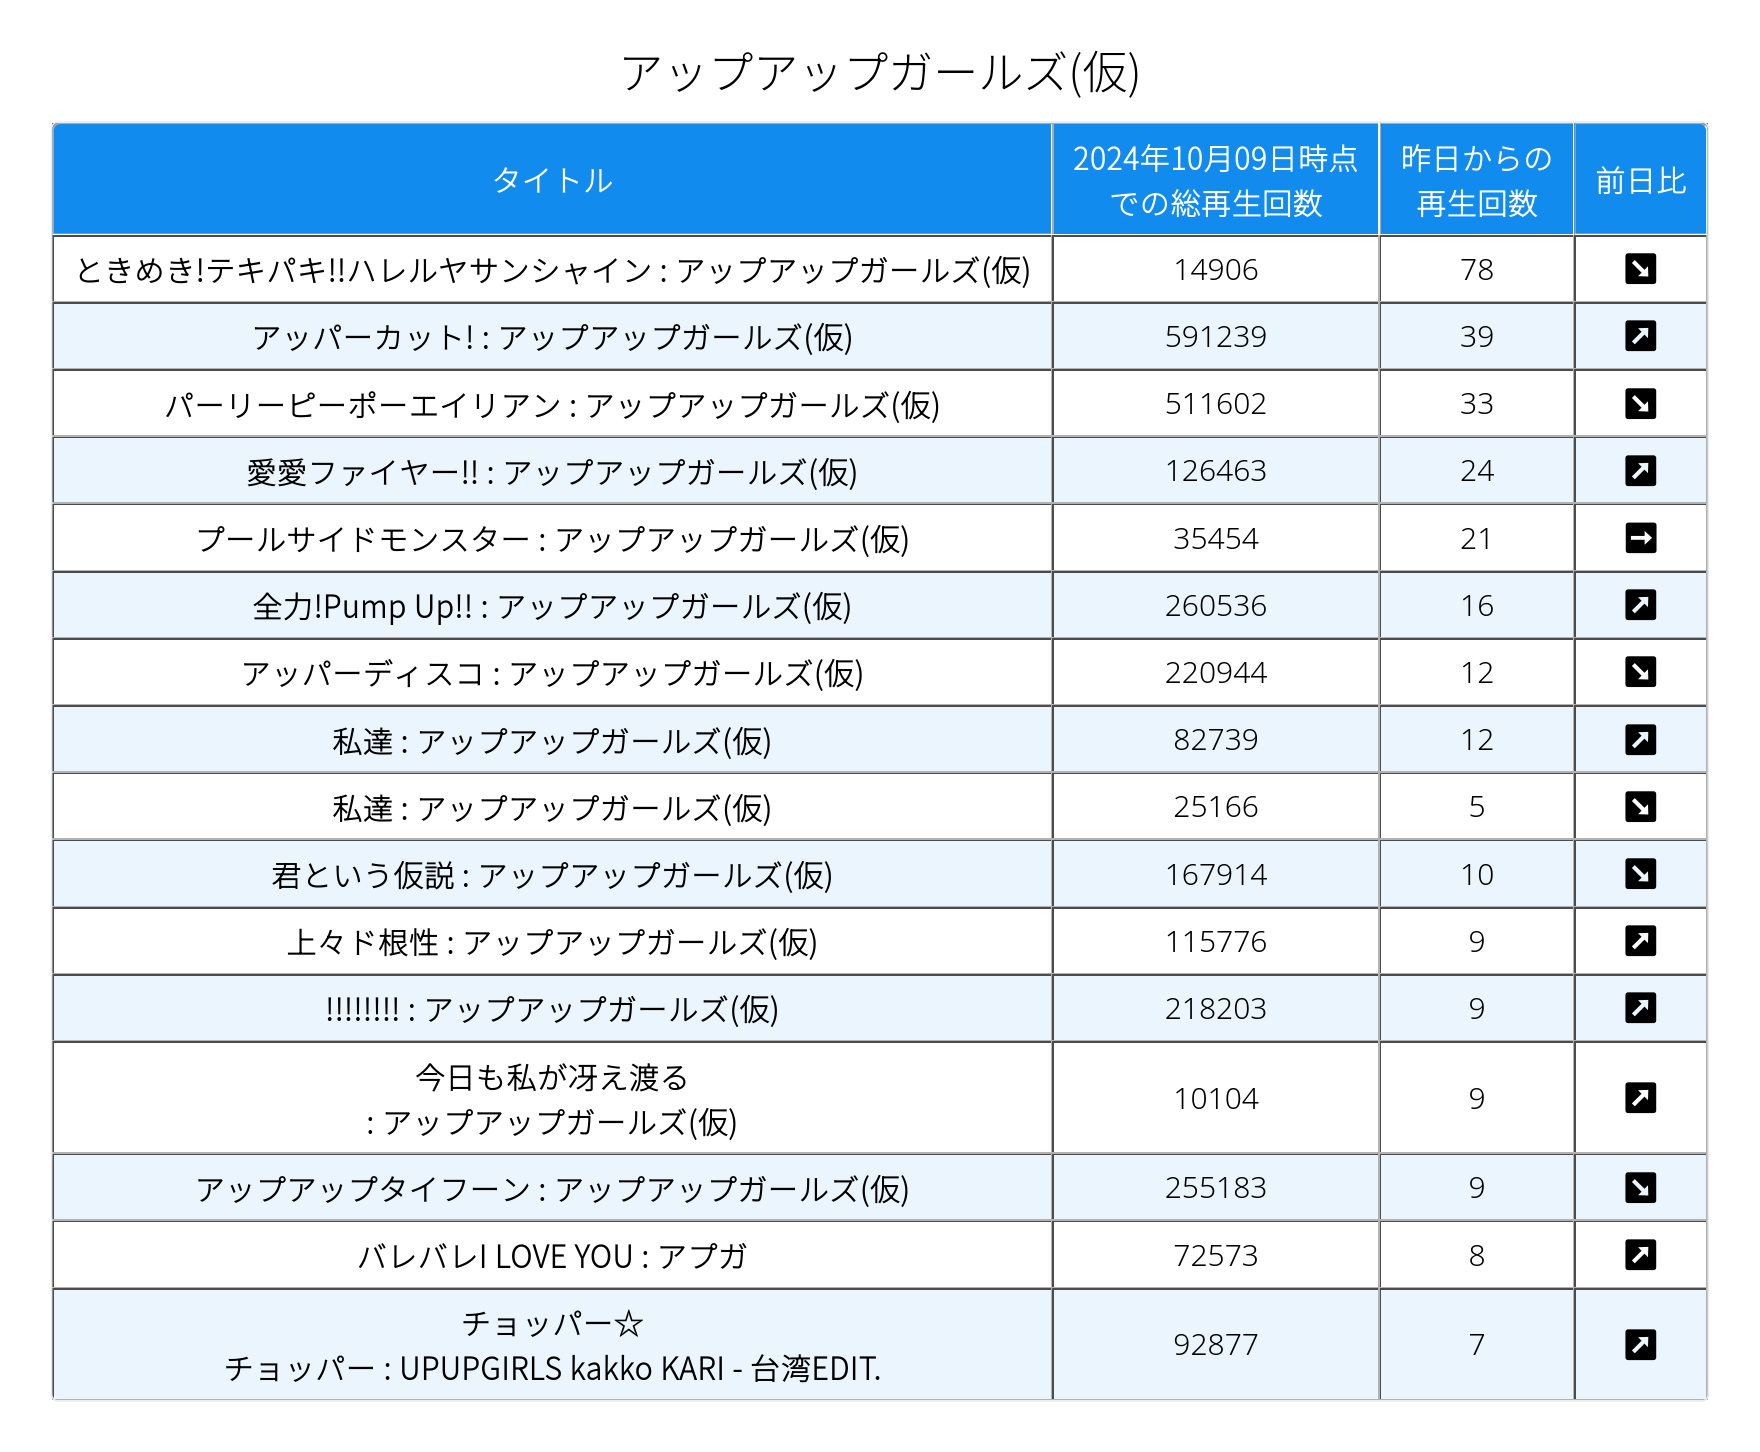 アップアップガールズ(仮)
タイトル
2024年10月09日時点
での総再生回数
昨日からの
再生回数
前日比
ときめき!テキパキ!!ハレルヤサンシャイン : アップアップガールズ(仮) 14906 78
アッパーカット! : アップアップガールズ(仮) 591239 39
パーリーピーポーエイリアン : アップアップガールズ(仮) 511602 33
愛愛ファイヤー!! : アップアップガールズ(仮) 126463 24
プールサイドモンスター : アップアップガールズ(仮) 35454 21
全力!Pump Up!! : アップアップガールズ(仮) 260536 16
アッパーディスコ : アップアップガールズ(仮) 220944 12
私達 : アップアップガールズ(仮) 82739 12
私達 : アップアップガールズ(仮) 25166 5
君という仮説 : アップアップガールズ(仮) 167914 10
上々ド根性 : アップアップガールズ(仮) 115776 9
!!!!!!!! : アップアップガールズ(仮) 218203 9
今日も私が冴え渡る
: アップアップガールズ(仮) 10104 9
アップアップタイフーン : アップアップガールズ(仮) 255183 9
バレバレI LOVE YOU : アプガ 72573 8
チョッパー☆
チョッパー : UPUPGIRLS kakko KARI - 台湾EDIT. 92877 7